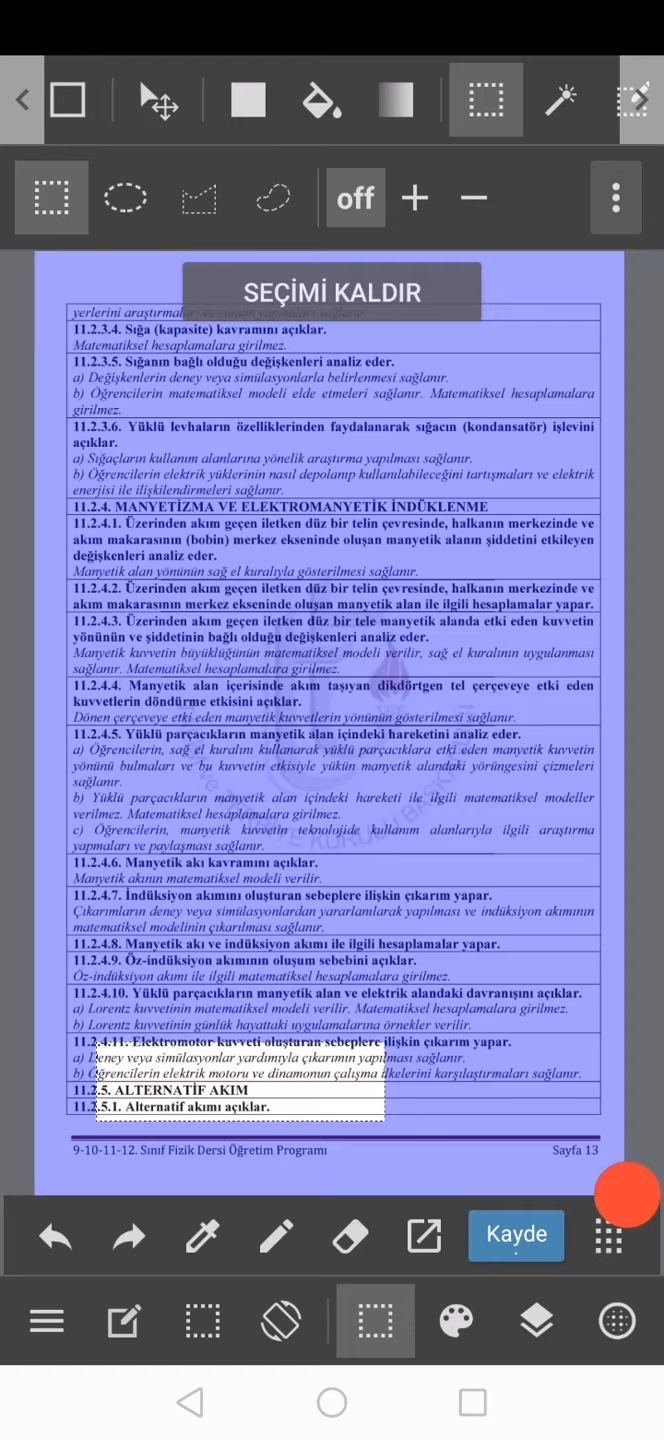 off
SEÇİMİ KALDIR
yerlerini araştırmaları ve sunum yapmaları sağlanır.
11.2.3.4. Sığa (kapasite) kavramını açıklar.
Matematiksel hesaplamalara girilmez.
11.2.3.5. Sığanın bağlı olduğu değişkenleri analiz eder.
a) Değişkenlerin deney veya simülasyonlarla belirlenmesi sağlanır.
b) Öğrencilerin matematiksel modeli elde etmeleri sağlanır. Matematiksel hesaplamalara
girilmez.
11.2.3.6. Yüklü levhaların özelliklerinden faydalanarak sığacın (kondansatör) işlevini
açıklar.
a) Sığaçların kullanım alanlarına yönelik araştırma yapılması sağlanır.
b) Öğrencilerin elektrik yüklerinin nasıl depolanıp kullanılabileceğini tartışmaları ve elektrik
enerjisi ile ilişkilendirmeleri sağlanır.
11.2.4. MANYETİZMA VE ELEKTROMANYETİK İNDÜKLENME
11.2.4.1. Üzerinden akım geçen iletken düz bir telin çevresinde, halkanın merkezinde ve
akım makarasının (bobin) merkez ekseninde oluşan manyetik alanın şiddetini etkileyen
değişkenleri analiz eder.
Manyetik alan yönünün sağ el kuralıyla gösterilmesi sağlanır.
11.2.4.2. Üzerinden akım geçen iletken düz bir telin çevresinde, halkanın merkezinde ve
akım makarasının merkez ekseninde oluşan manyetik alan ile ilgili hesaplamalar yapar.
11.2.4.3. Üzerinden akım geçen iletken düz bir tele manyetik alanda etki eden kuvvetin
yönünün ve şiddetinin bağlı olduğu değişkenleri analiz eder.
Manyetik kuvvetin büyüklüğünün matematiksel modeli verilir, sağ el kuralının uygulanması
sağlanır. Matematiksel hesaplamalara girilmez.
11.2.4.4. Manyetik alan içerisinde akım taşıyan dikdörtgen tel çerçeveye etki eden
kuvvetlerin döndürme etkisini açıklar.
Dönen çerçeveye etki eden manyetik kuvvetlerin yönünün gösterilmesi sağlanır.
11.2.4.5. Yüklü parçacıkların manyetik alan içindeki hareketini analiz eder.
a) Öğrencilerin, sağ el kuralını kullanarak yüklü parçacıklara etki eden manyetik kuvvetin
yönünü bulmaları ve bu kuvvetin etkisiyle yükün manyetik alandaki yörüngesini çizmeleri
sağlanır.
b) Yüklü parçacıkların manyetik alan içindeki hareketi ile ilgili matematiksel modeller
verilmez. Matematiksel hesaplamalara girilmez.
c) Öğrencilerin, manyetik kuvvetin teknolojide kullanım alanlarıyla ilgili araştırma
yapmaları ve paylaşması sağlanır.
11.2.4.6. Manyetik akı kavramını açıklar.
Manyetik akının matematiksel modeli verilir.
11.2.4.7. İndüksiyon akımını oluşturan sebeplere ilişkin çıkarım yapar.
Çıkarımların deney veya simülasyonlardan yararlanılarak yapılması ve indüksiyon akımının
matematiksel modelinin çıkarılması sağlanır.
11.2.4.8. Manyetik akı ve indüksiyon akımı ile ilgili hesaplamalar yapar.
11.2.4.9. Öz-indüksiyon akımının oluşum sebebini açıklar.
Öz-indüksiyon akımı ile ilgili matematiksel hesaplamalara girilmez.
11.2.4.10. Yüklü parçacıkların manyetik alan ve elektrik alandaki davranışını açıklar.
a) Lorentz kuvvetinin matematiksel modeli verilir. Matematiksel hesaplamalara girilmez.
b) Lorentz kuvvetinin günlük hayattaki uygulamalarına örnekler verilir.
11.2.4.11. Elektromotor kuvveti oluşturan sebeplere ilişkin çıkarım yapar.
a) Deney veya simülasyonlar yardımıyla çıkarımın yapılması sağlanır.
b) Öğrencilerin elektrik motoru ve dinamonun çalışma ilkelerini karşılaştırmaları sağlanır.
11.2.5. ALTERNATİF AKIM
11.2.5.1. Alternatif akımı açıklar.
9-10-11-12. Sınıf Fizik Dersi Öğretim Programı Sayfa 13
Kayde